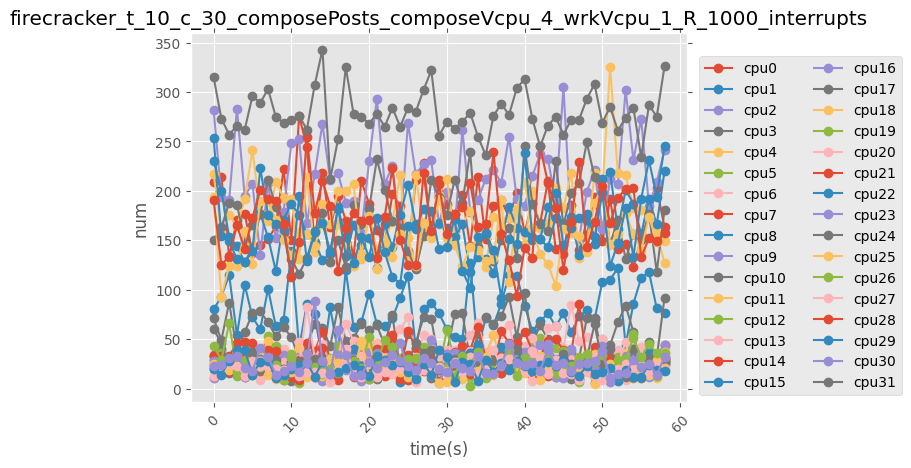 firecracker_t_10_c_30_composePosts_composeVcpu_4_wrkVcpu_1_R_1000_interrupts
350
300
250
200
150
100
50
0
num
0
10
20
30
40
50
60
time(s)
cpu0
cpu1
cpu2
cpu3
cpu4
cpu5
cpu6
cpu7
cpu8
cpu9
cpu10
cpu11
cpu12
cpu13
cpu14
cpu15
cpu16
cpu17
cpu18
cpu19
cpu20
cpu21
cpu22
cpu23
cpu24
cpu25
cpu26
cpu27
cpu28
cpu29
cpu30
cpu31